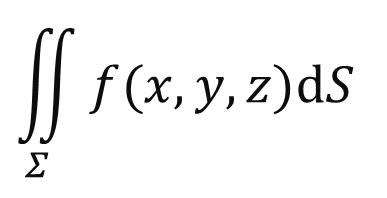 ∬ f(x, y, z)dS
Σ